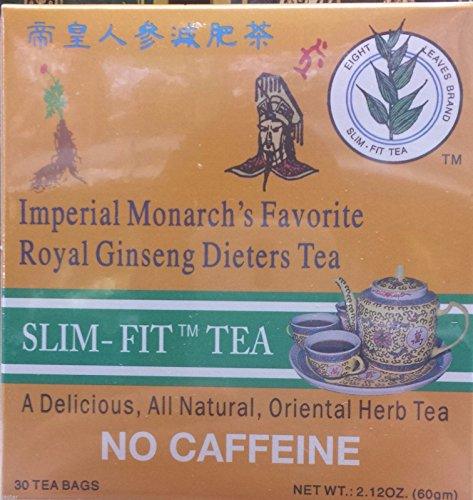 帝皇人參減肥茶
EIGHT LEAVES BRAND
SLIM-FIT TEA
TM
Imperial Monarch's Favorite
Royal Ginseng Dieters Tea
SLIM-FIT™ TEA
A Delicious, All Natural, Oriental Herb Tea
NO CAFFEINE
30 TEA BAGS
NET WT.: 2.12OZ. (60gm)